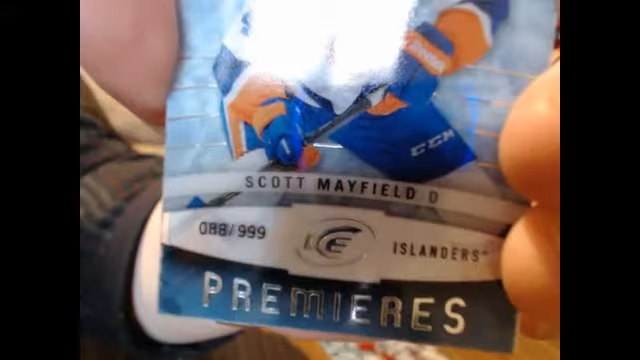 CCM
SCOTT MAYFIELD D
088/999
ICE
ISLANDERS
PREMIERES